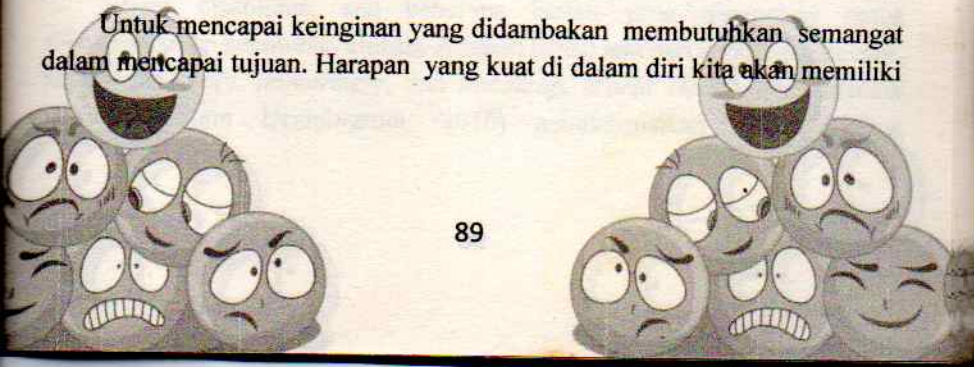 Untuk mencapai keinginan yang didambakan membutuhkan semangat
dalam mencapai tujuan. Harapan yang kuat di dalam diri kita akan memiliki
89